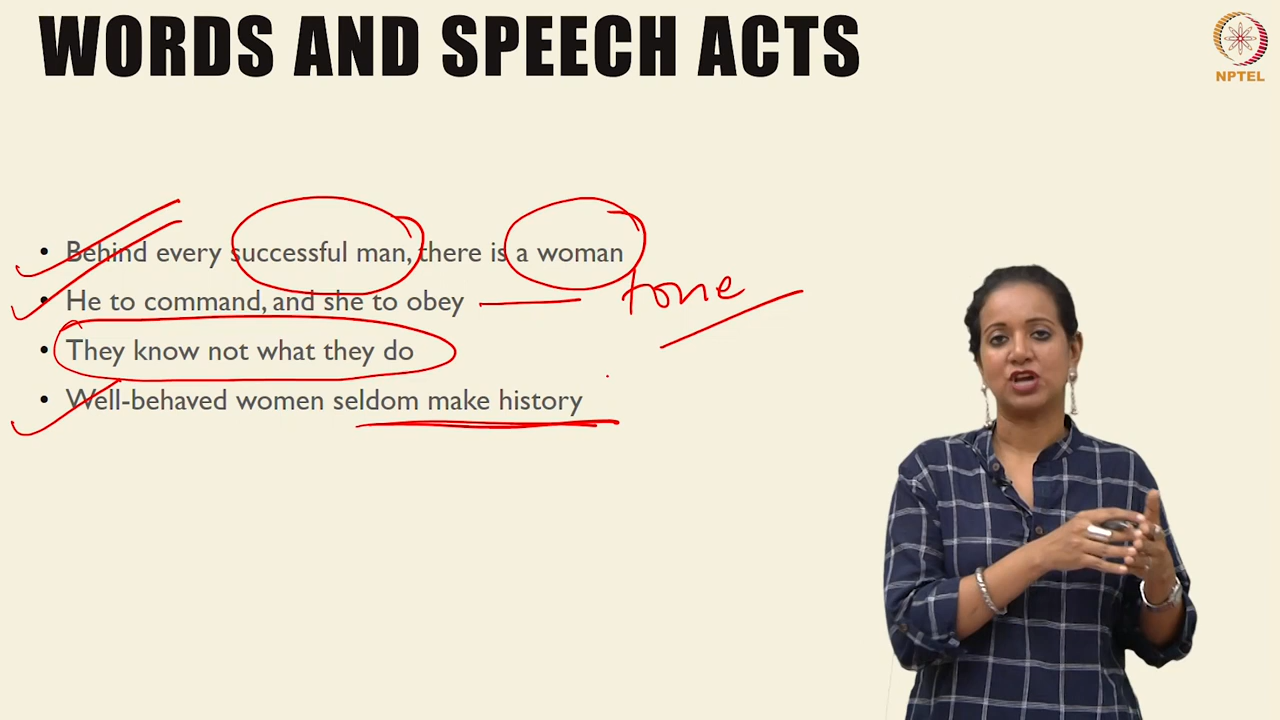 WORDS AND SPEECH ACTS
NPTEL
• Behind every successful man, there is a woman
• He to command, and she to obey
tone
• They know not what they do
• Well-behaved women seldom make history